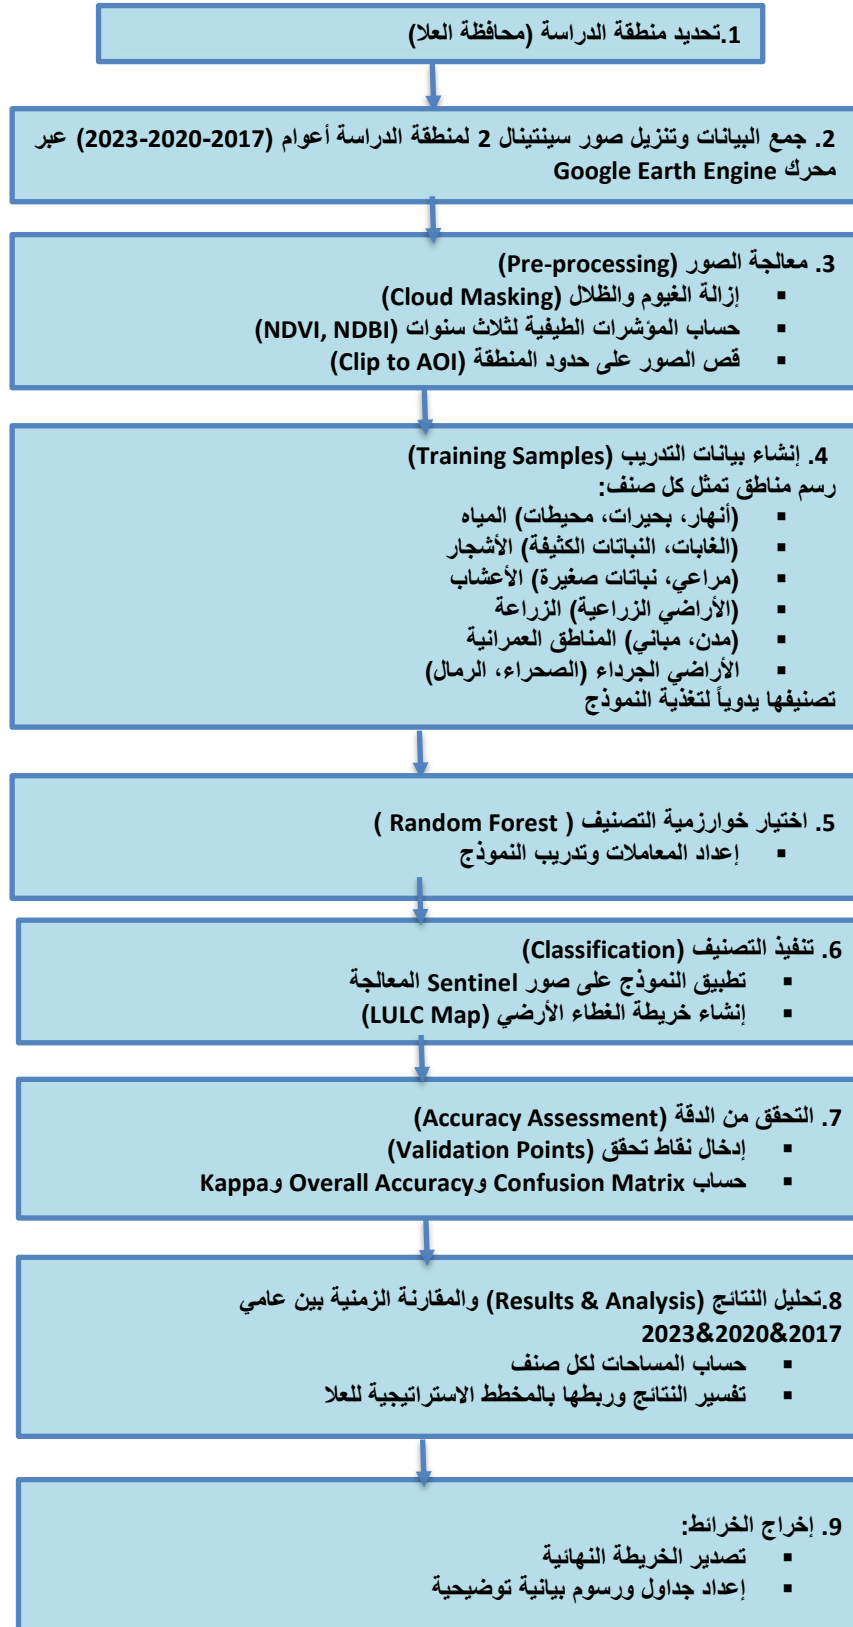 1.تحديد منطقة الدراسة (محافظة العلا)
2. جمع البيانات وتنزيل صور سينتينال 2 لمنطقة الدراسة أعوام (2017-2020-2023) عبر
محرك Google Earth Engine
3. معالجة الصور (Pre-processing)
▪ إزالة الغيوم والظلال (Cloud Masking)
▪ حساب المؤشرات الطيفية لثلاث سنوات (NDVI, NDBI)
▪ قص الصور على حدود المنطقة (Clip to AOI)
4. إنشاء بيانات التدريب (Training Samples)
رسم مناطق تمثل كل صنف:
▪ (أنهار، بحيرات، محيطات) المياه
▪ (الغابات، النباتات الكثيفة) الأشجار
▪ (مراعي، نباتات صغيرة) الأعشاب
▪ (الأراضي الزراعية) الزراعة
▪ (مدن، مباني) المناطق العمرانية
▪ الأراضي الجرداء (الصحراء، الرمال)
تصنيفها يدوياً لتغذية النموذج
5. اختيار خوارزمية التصنيف ( Random Forest )
▪ إعداد المعاملات وتدريب النموذج
6. تنفيذ التصنيف (Classification)
▪ تطبيق النموذج على صور Sentinel المعالجة
▪ إنشاء خريطة الغطاء الأرضي (LULC Map)
7. التحقق من الدقة (Accuracy Assessment)
▪ إدخال نقاط تحقق (Validation Points)
▪ حساب Confusion Matrix وOverall Accuracy وKappa
8.تحليل النتائج (Results & Analysis) والمقارنة الزمنية بين عامي
2017&2020&2023
▪ حساب المساحات لكل صنف
▪ تفسير النتائج وربطها بالمخطط الاستراتيجية للعلا
9. إخراج الخرائط:
▪ تصدير الخريطة النهائية
▪ إعداد جداول ورسوم بيانية توضيحية